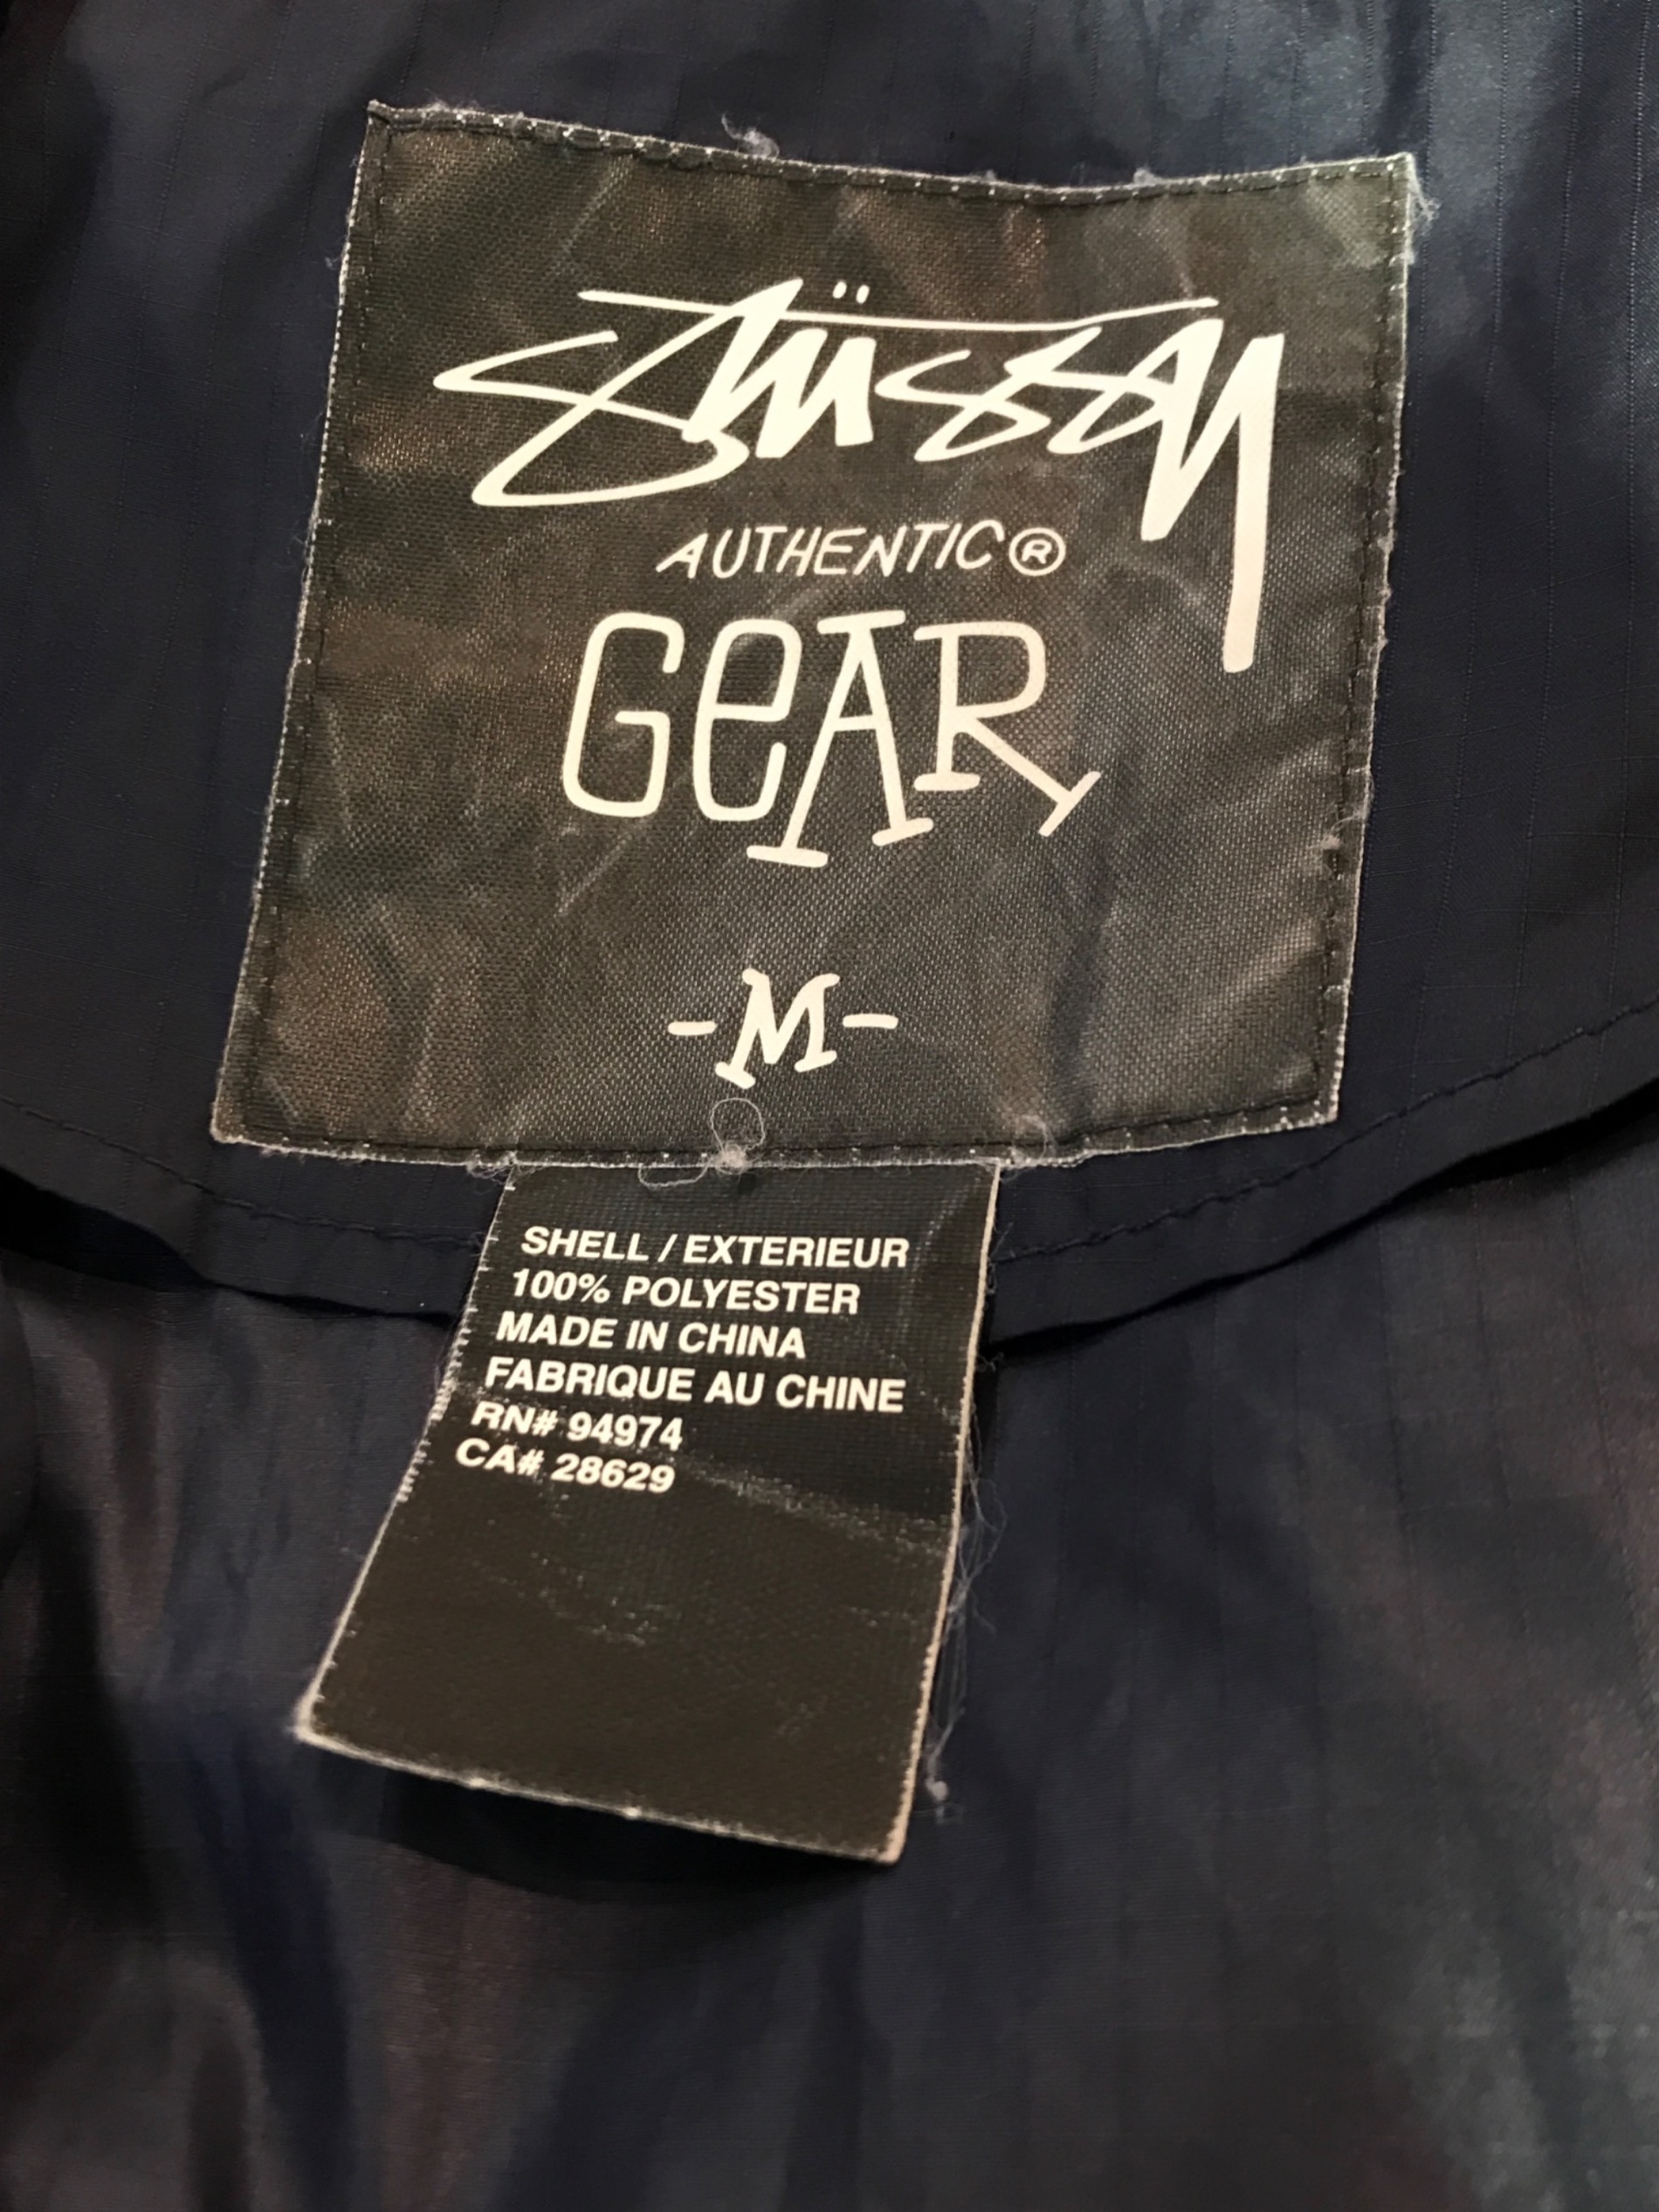 Stüssy
AUTHENTIC®
GeAR
-M-
SHELL / EXTERIEUR
100% POLYESTER
MADE IN CHINA
FABRIQUE AU CHINE
RN# 94974
CA# 28629